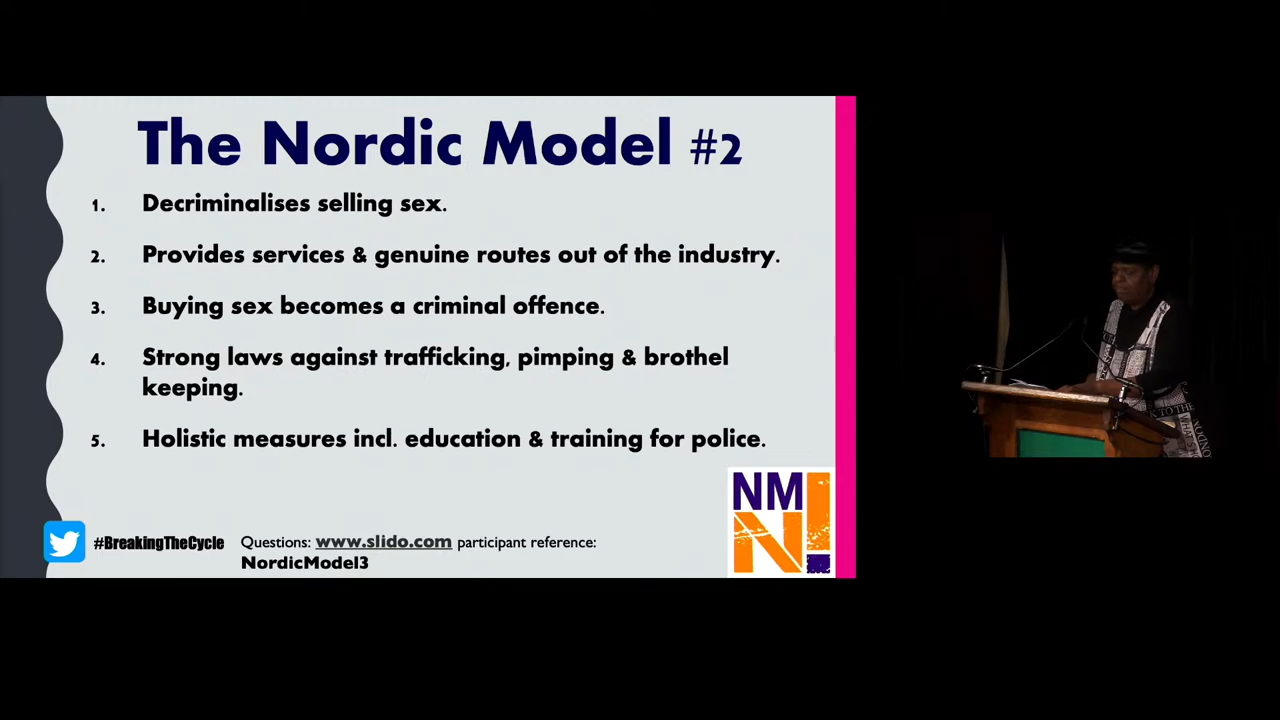 The Nordic Model #2
1. Decriminalises selling sex.
2. Provides services & genuine routes out of the industry.
3. Buying sex becomes a criminal offence.
4. Strong laws against trafficking, pimping & brothel
keeping.
5. Holistic measures incl. education & training for police.
#BreakingTheCycle
Questions: www.slido.com participant reference:
NordicModel3
NM
N!